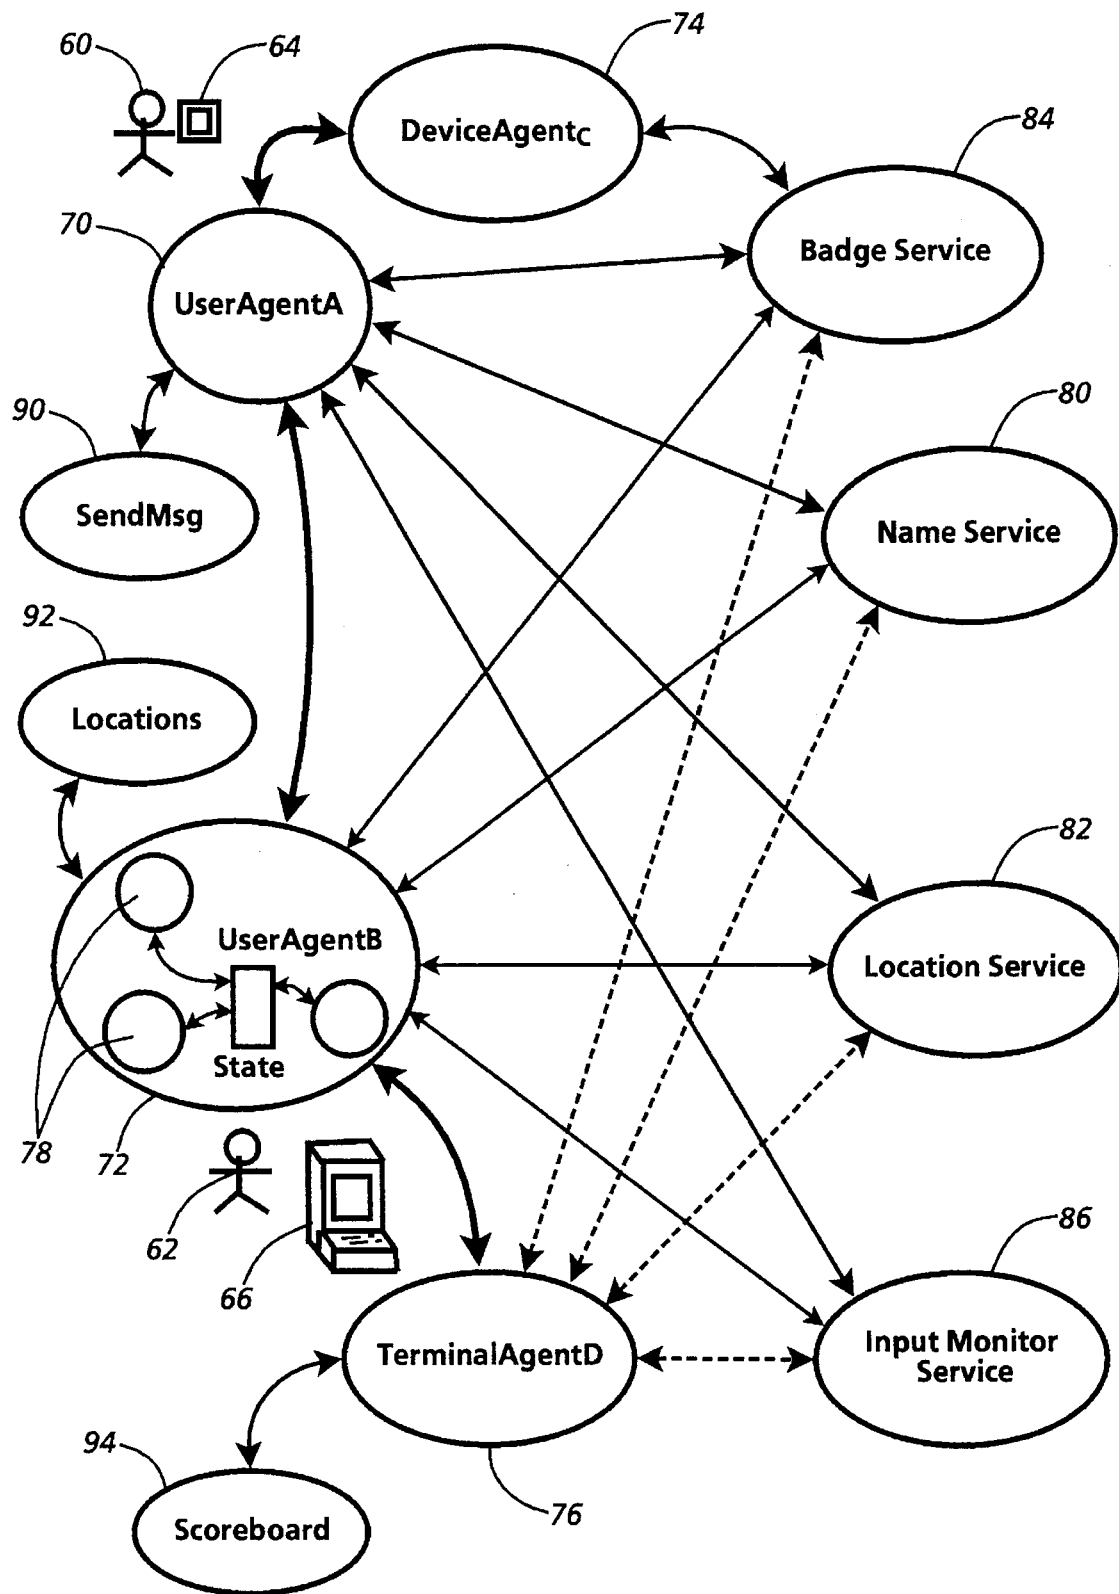 60
64
74
DeviceAgentC
84
70
UserAgentA
Badge Service
90
80
SendMsg
Name Service
92
Locations
82
UserAgentB
Location Service
State
78
72
62
66
86
TerminalAgentD
Input Monitor
Service
94
76
Scoreboard